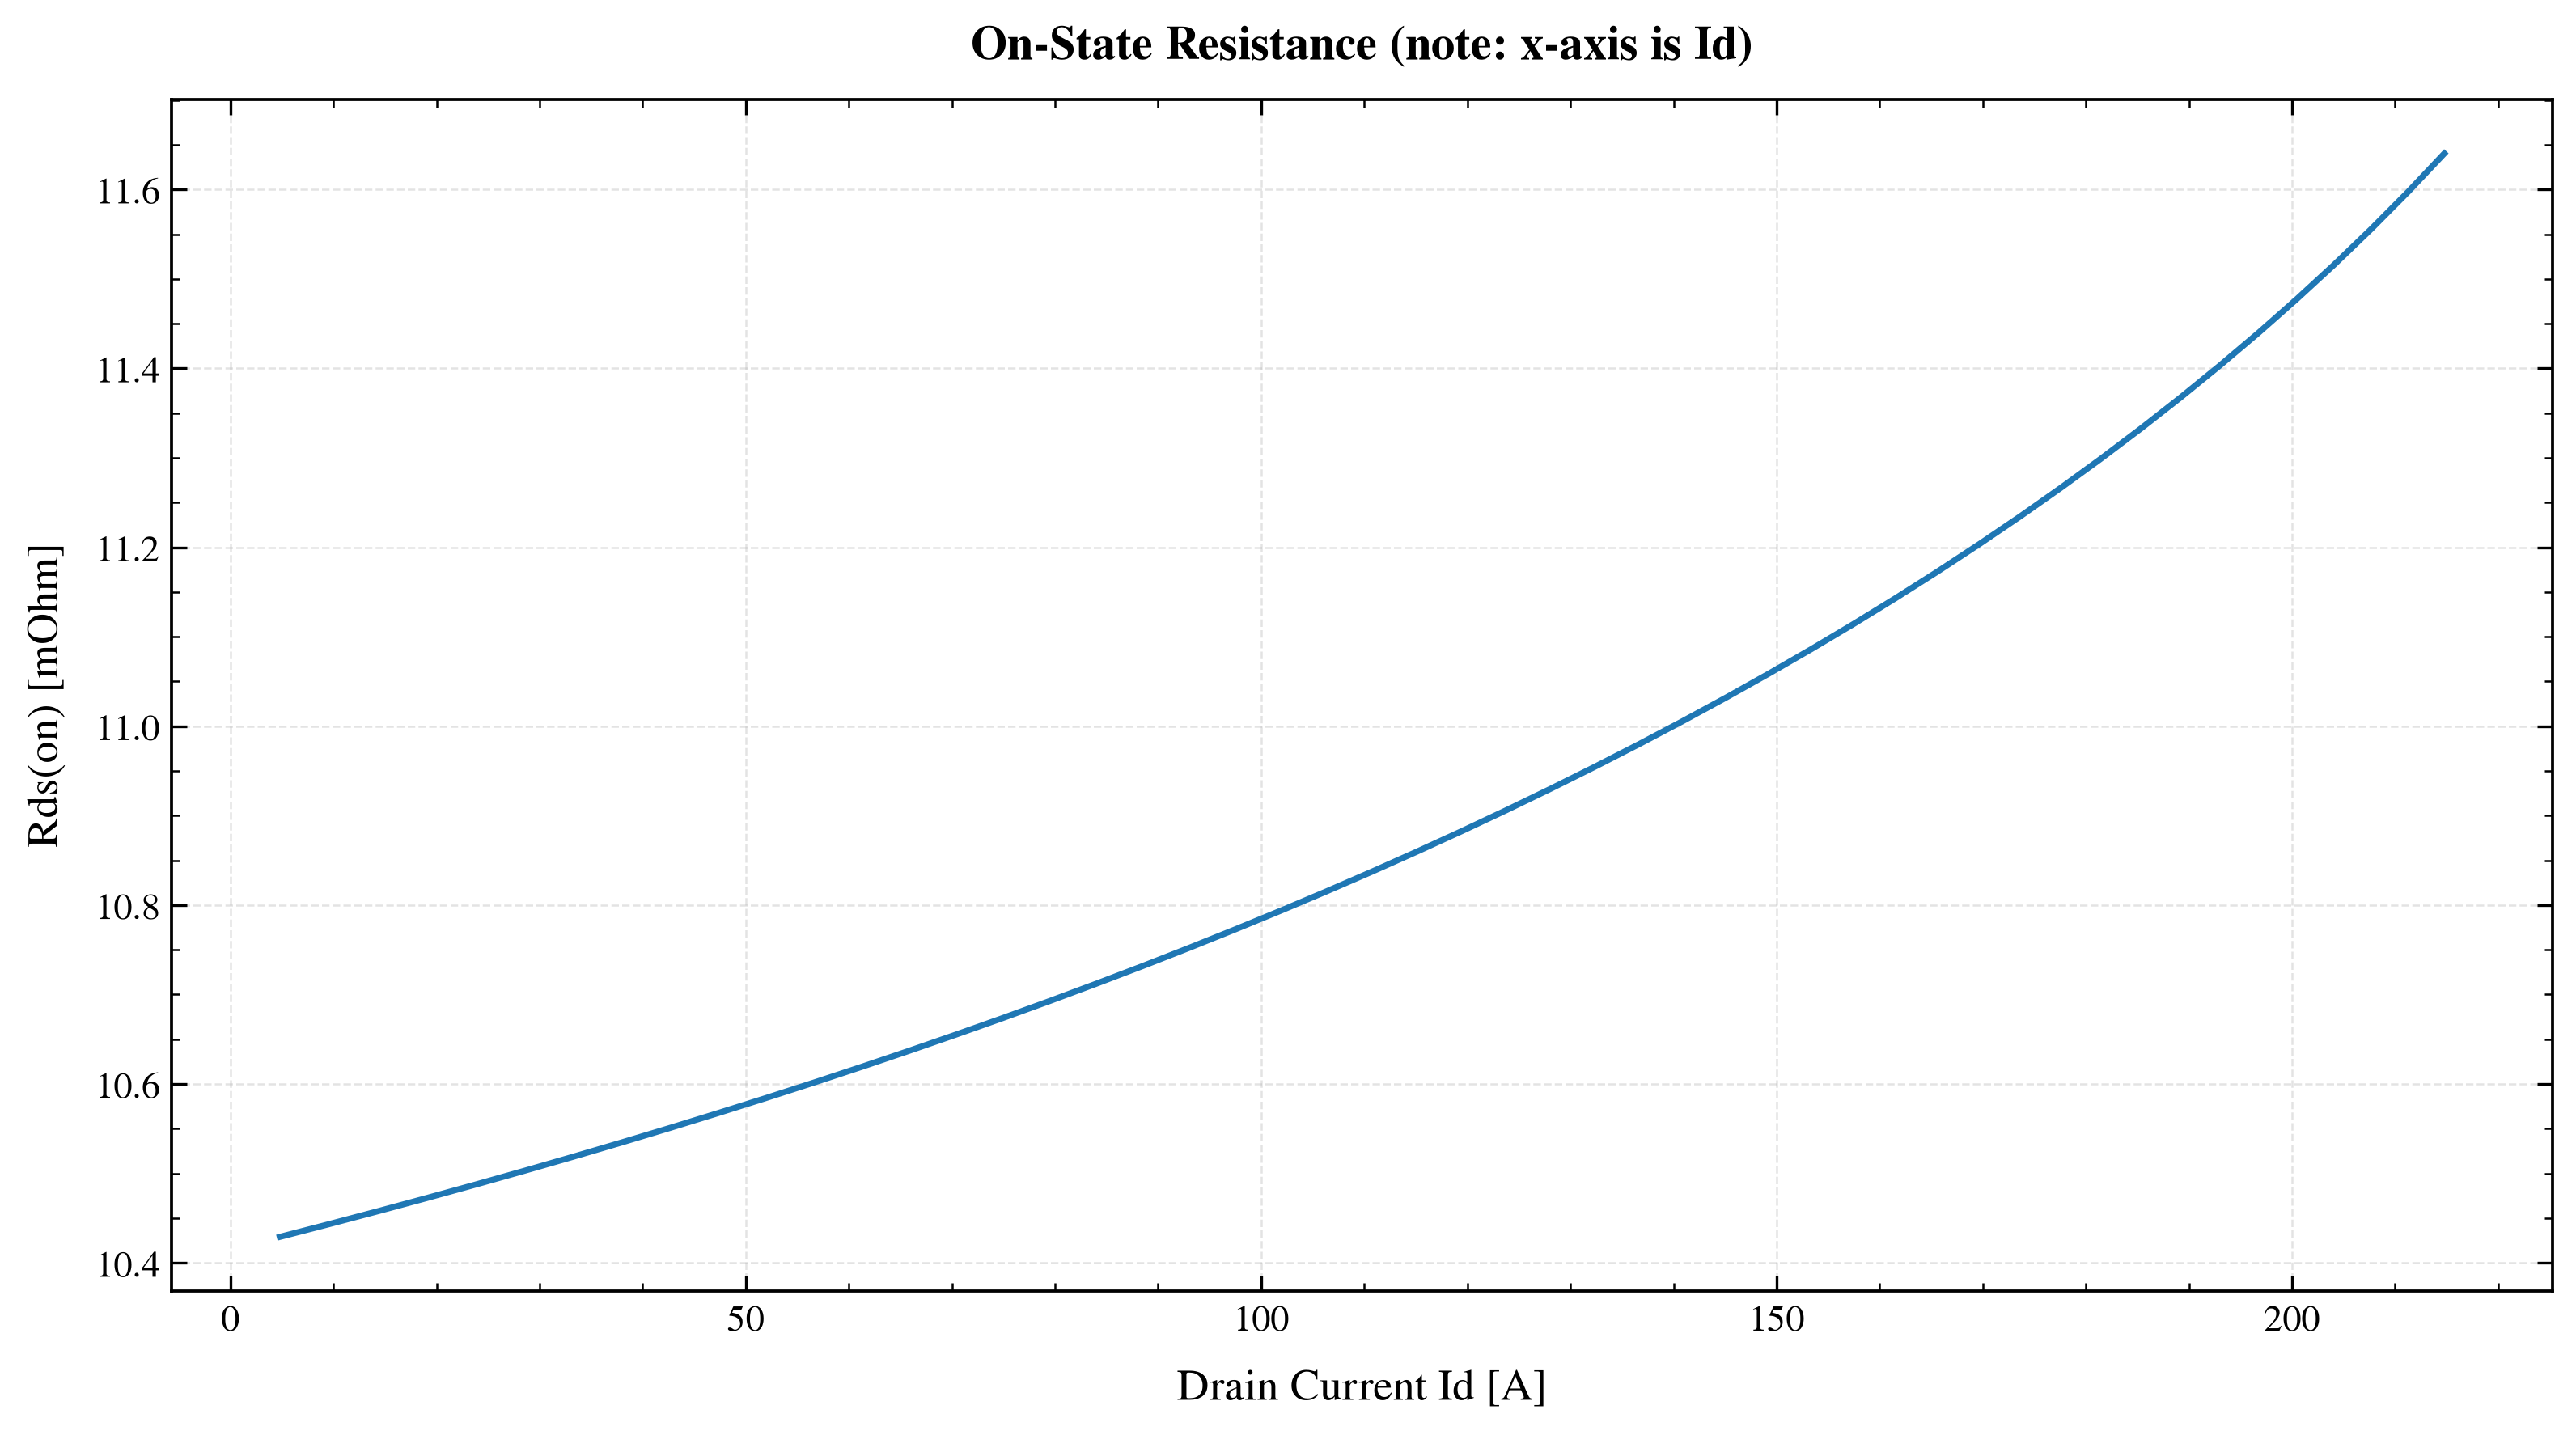 On-State Resistance (note: x-axis is Id)
11.6
11.4
11.2
11.0
10.8
10.6
10.4
Rds(on) [mOhm]
0 50 100 150 200
Drain Current Id [A]